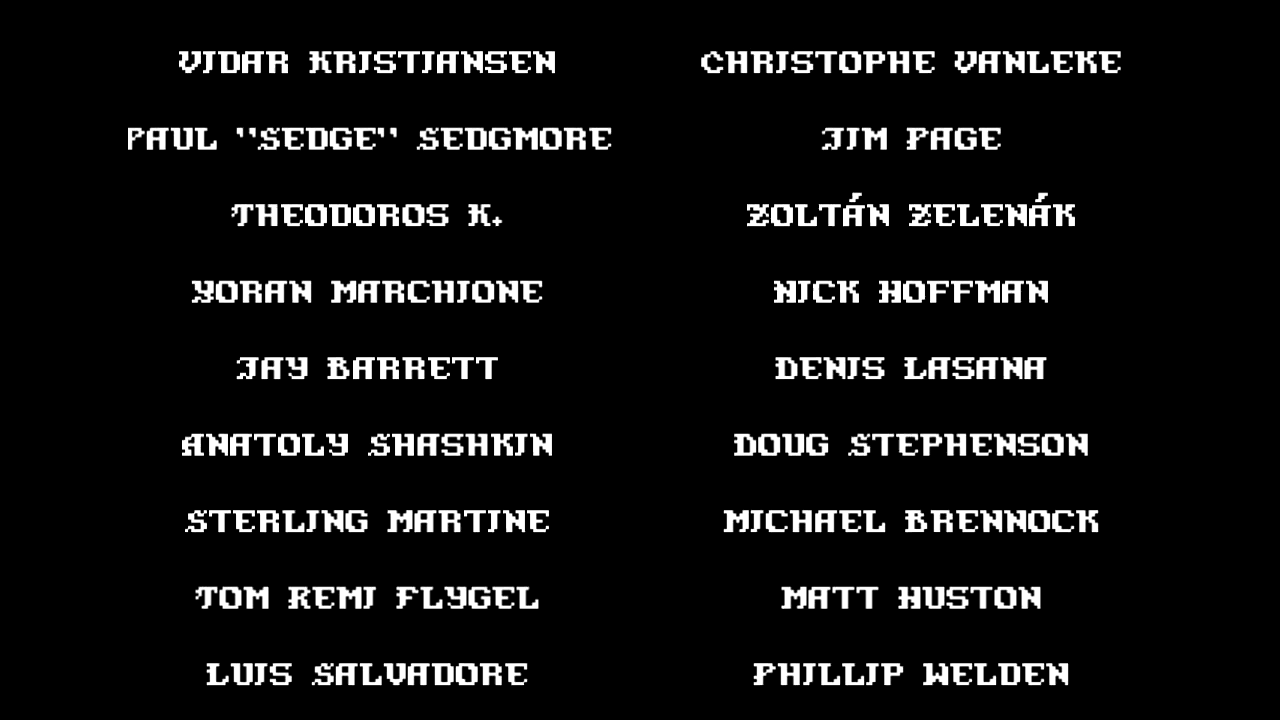 VIDAR KRISTIANSEN
CHRISTOPHE VANLEKE
PAUL "SEDGE" SEDGMORE
JIM PAGE
THEODOROS K.
ZOLTÁN ZELENÁK
YORAN MARCHIONE
NICK HOFFMAN
JAY BARRETT
DENIS LASANA
ANATOLY SHASHKIN
DOUG STEPHENSON
STERLING MARTINE
MICHAEL BRENNOCK
TOM REMI FLYGEL
MATT HUSTON
LUIS SALVADORE
PHILLIP WELDEN